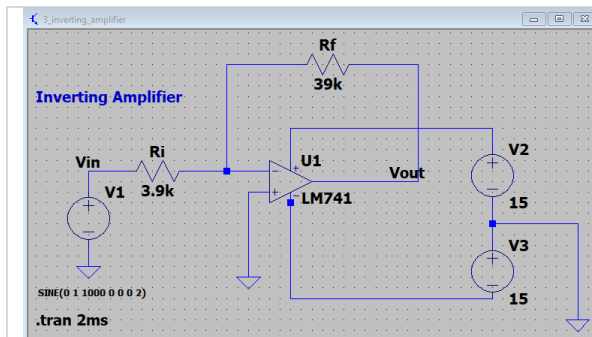 3_inverting_amplifier
Rf
39k
Inverting Amplifier
Vin
Ri
3.9k
V1
+
-
SINE(0 1 1000 0 0 0 2)
.tran 2ms
U1
-
+
+
-
LM741
Vout
V2
+
-
15
V3
+
-
15